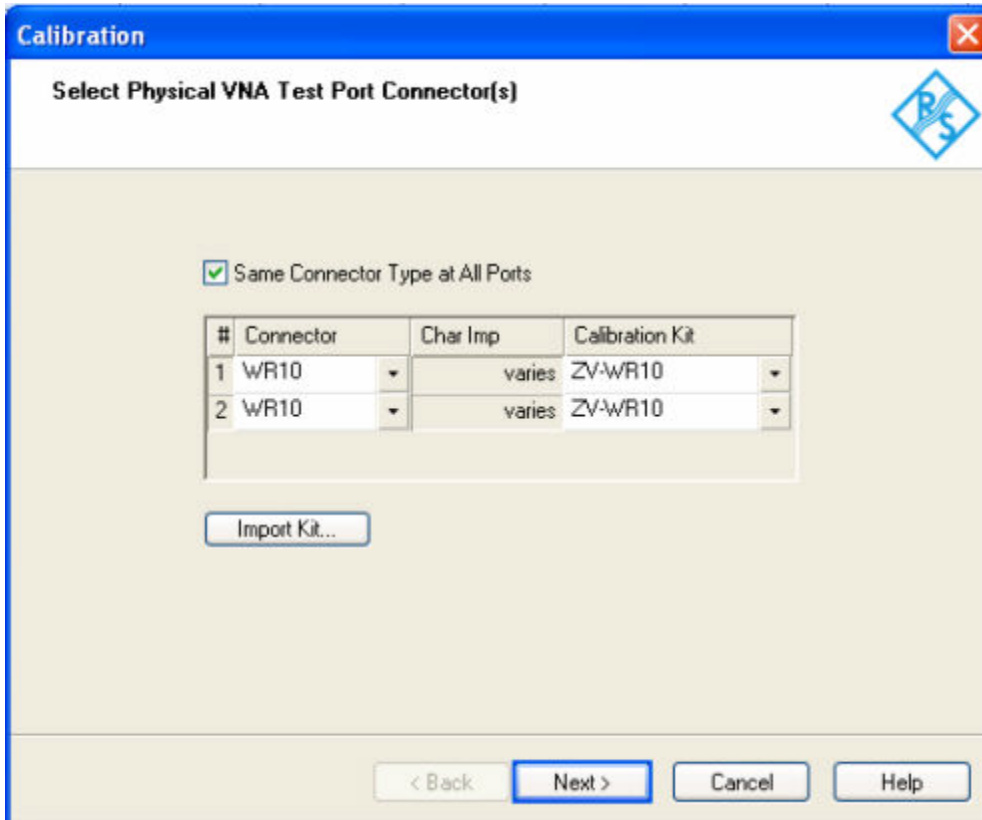 Calibration
Select Physical VNA Test Port Connector(s)
R S
Same Connector Type at All Ports
# Connector Char Imp Calibration Kit
1 WR10 varies ZV-WR10
2 WR10 varies ZV-WR10
Import Kit...
< Back Next > Cancel Help